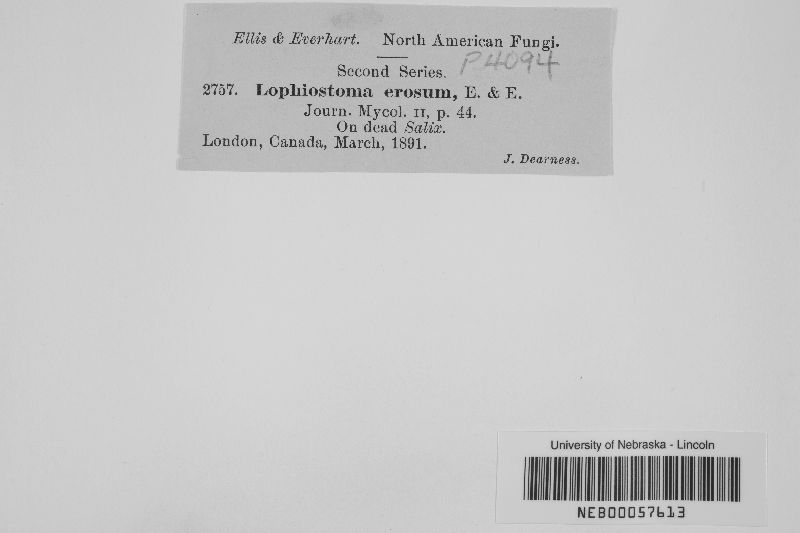 Ellis & Everhart. North American Fungi.
P4094
Second Series.
2757. Lophiostoma erosum, E. & E.
Journ. Mycol. II, p. 44.
On dead Salix.
London, Canada, March, 1891.
J. Dearness.
University of Nebraska - Lincoln
NEB00057613